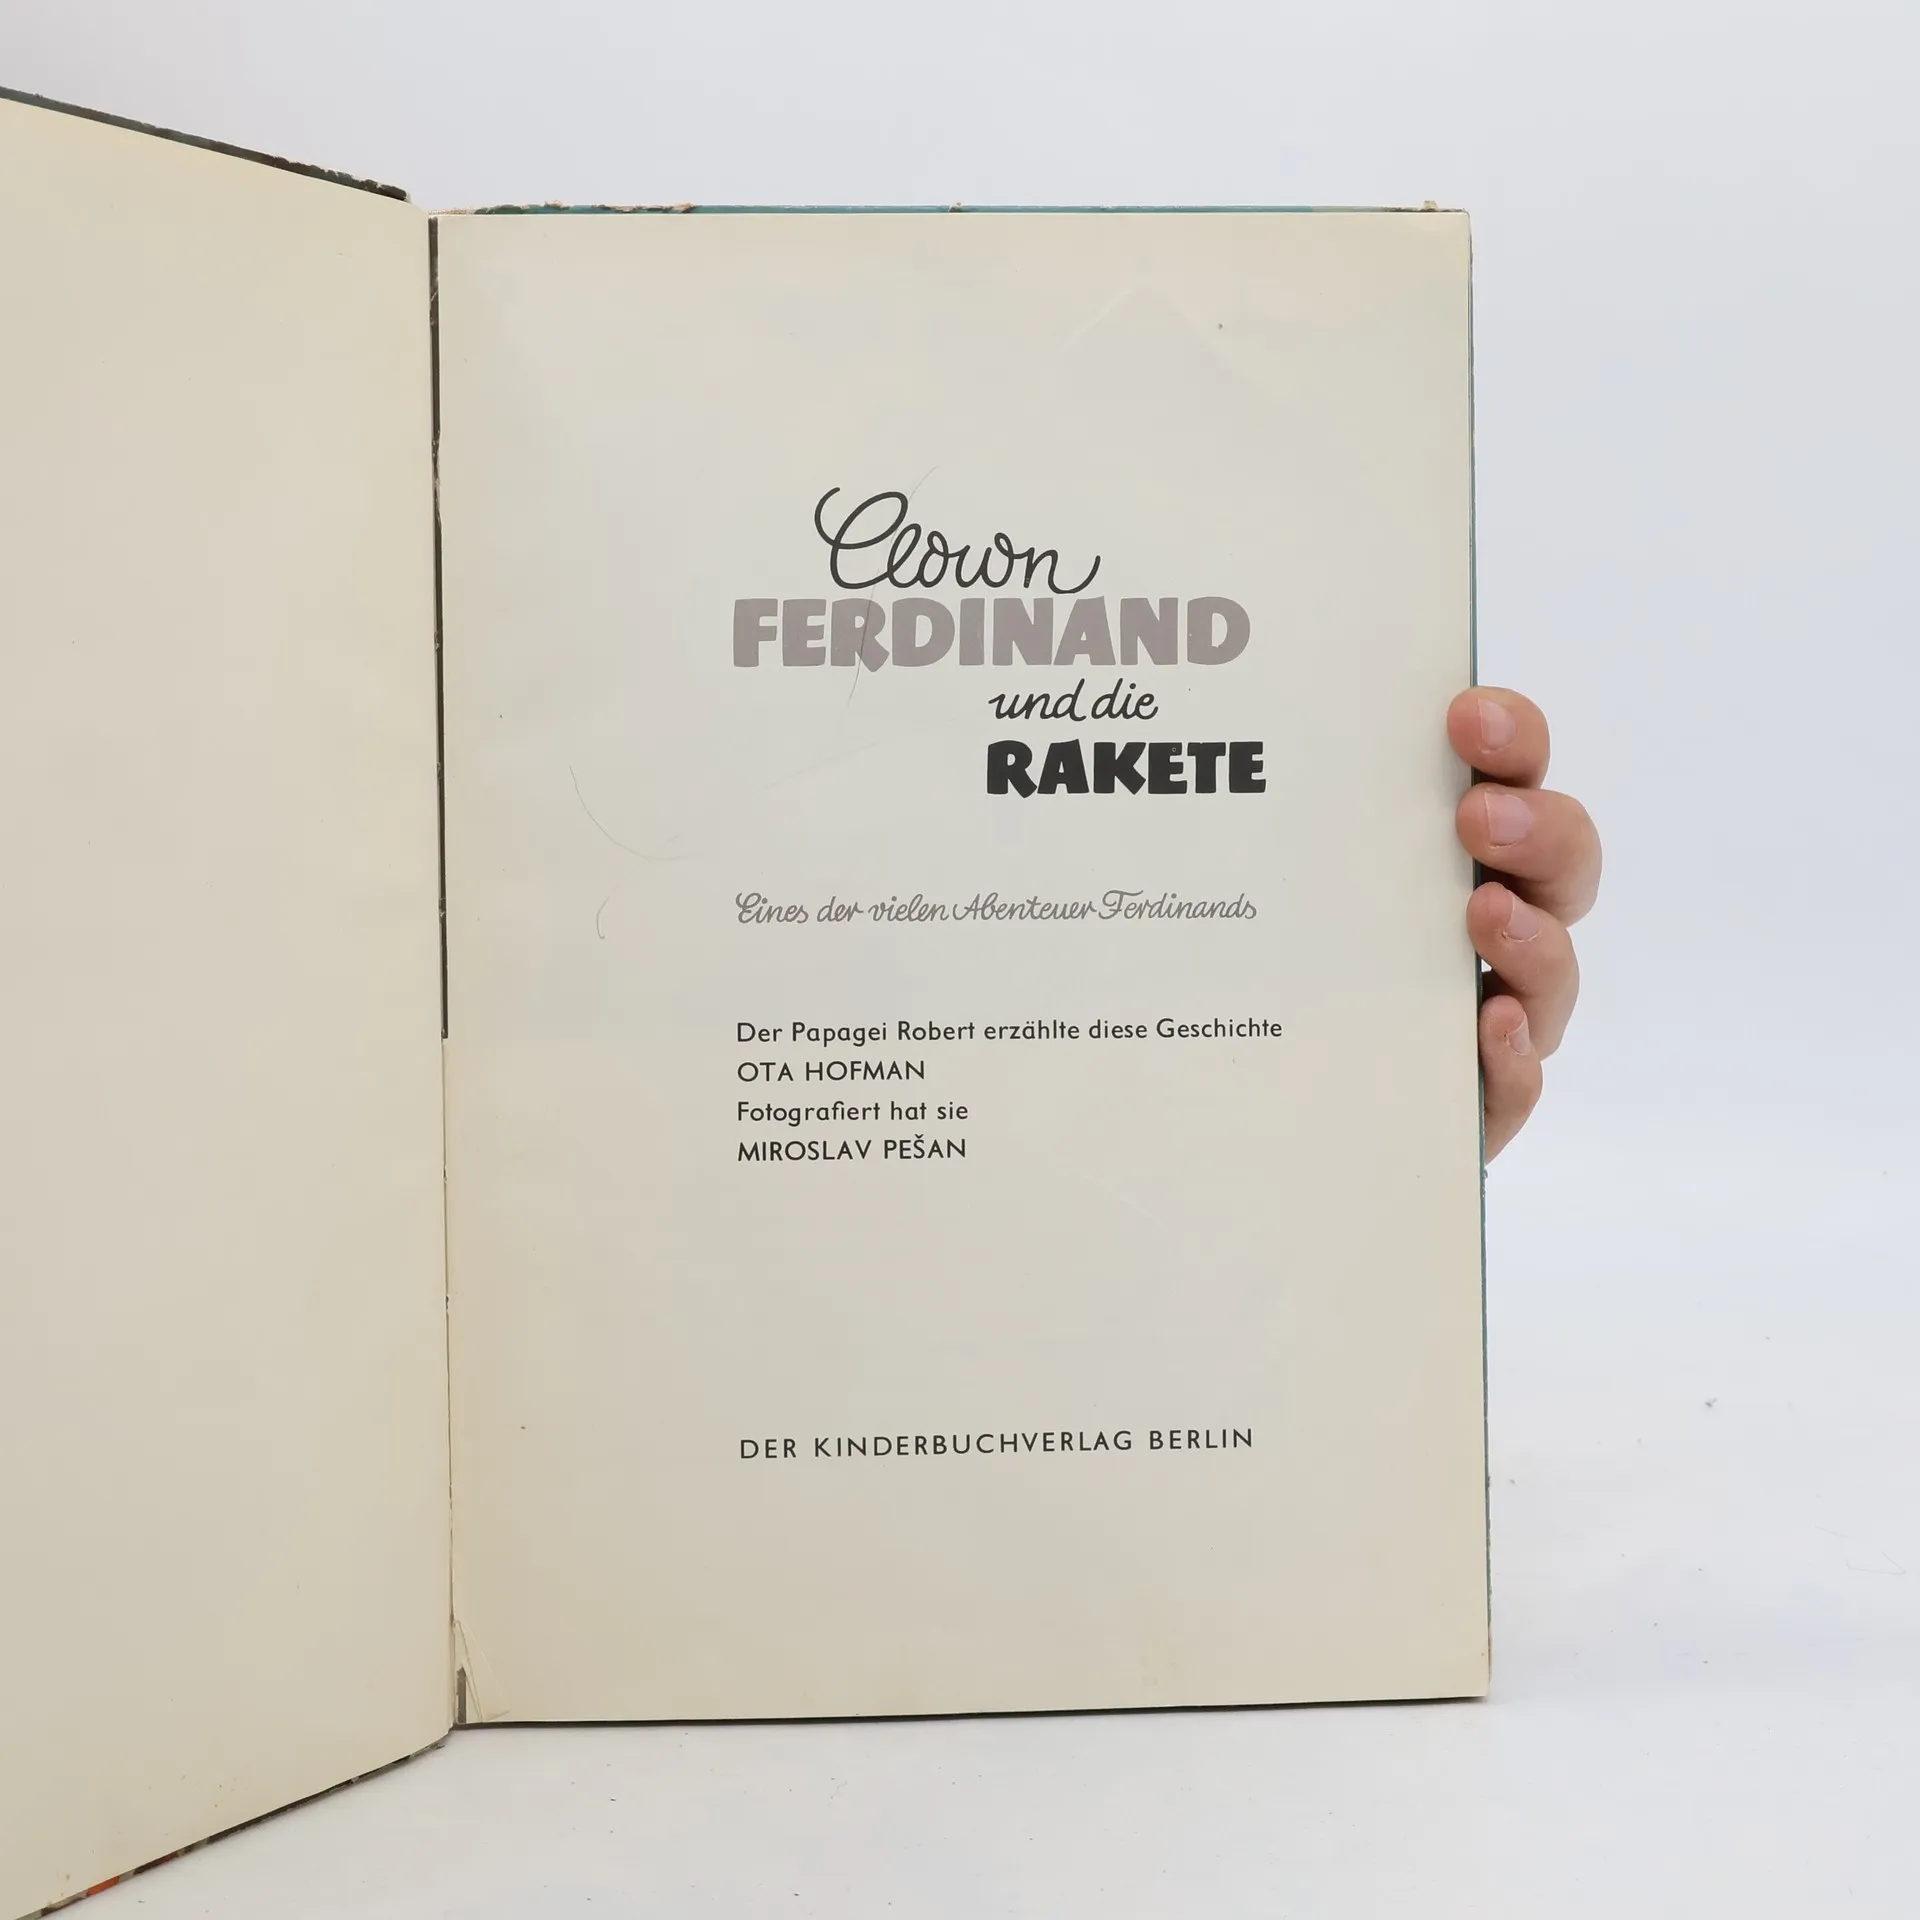 Clown
FERDINAND
und die
RAKETE
Eines der vielen Abenteuer Ferdinands
Der Papagei Robert erzählte diese Geschichte
OTA HOFMAN
Fotografiert hat sie
MIROSLAV PEŠAN
DER KINDERBUCHVERLAG BERLIN